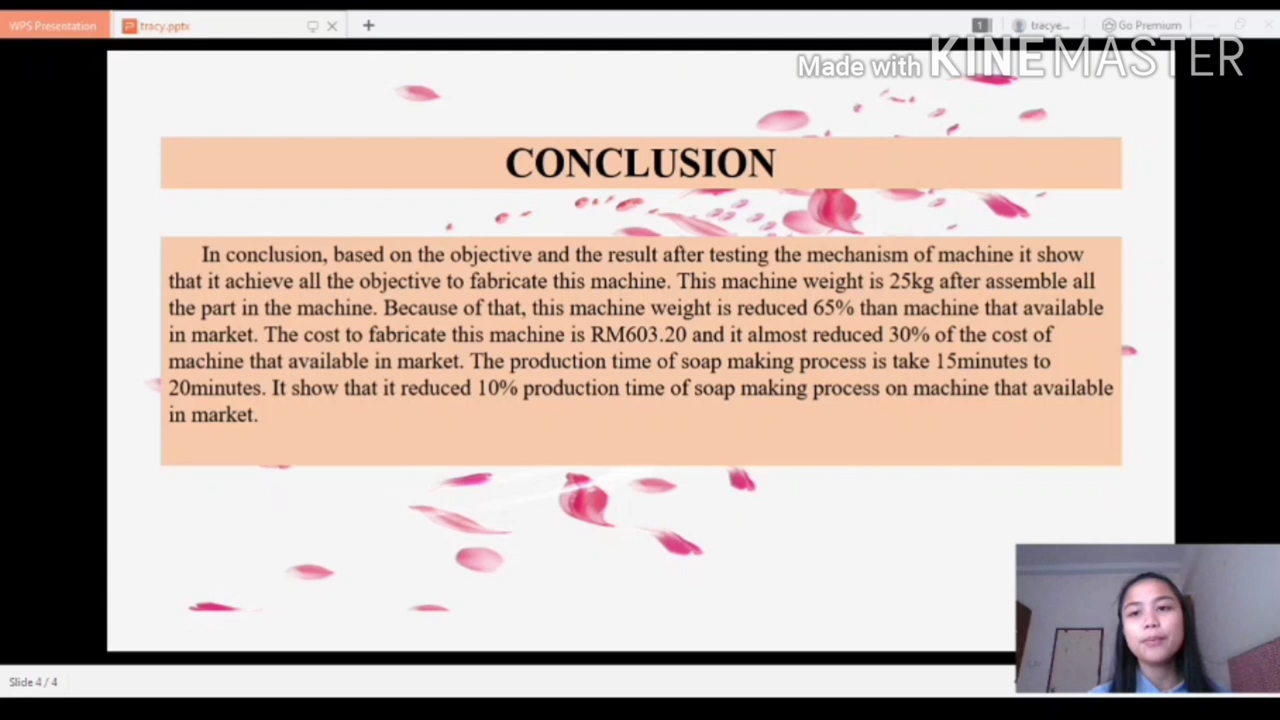 WPS Presentation
tracy.pptx
1
tracye...
Go Premium
Made with KINEMASTER
CONCLUSION
In conclusion, based on the objective and the result after testing the mechanism of machine it show
that it achieve all the objective to fabricate this machine. This machine weight is 25kg after assemble all
the part in the machine. Because of that, this machine weight is reduced 65% than machine that available
in market. The cost to fabricate this machine is RM603.20 and it almost reduced 30% of the cost of
machine that available in market. The production time of soap making process is take 15minutes to
20minutes. It show that it reduced 10% production time of soap making process on machine that available
in market.
Slide 4 / 4